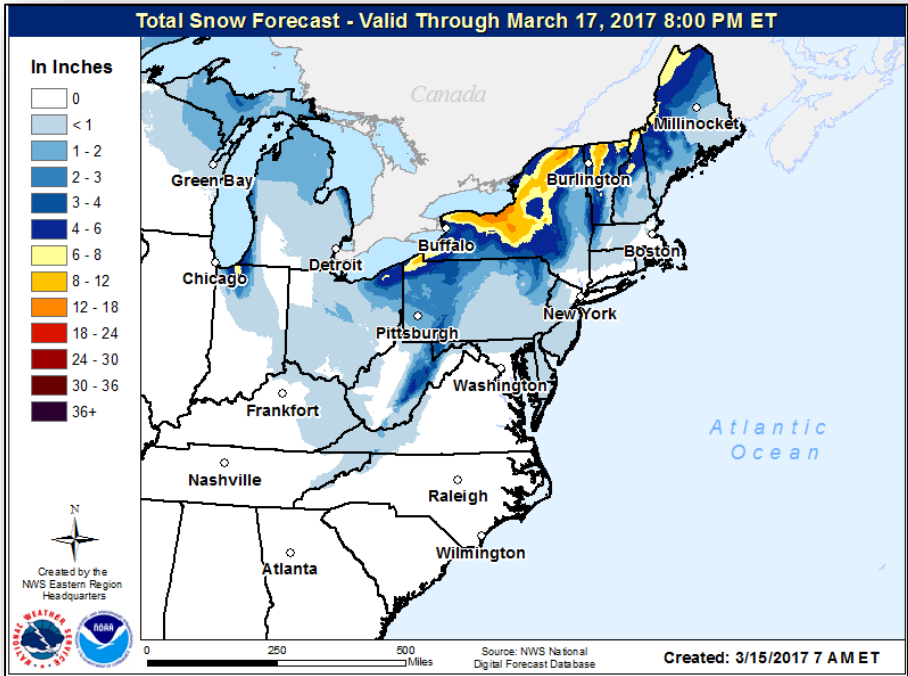 Total Snow Forecast - Valid Through March 17, 2017 8:00 PM ET
In Inches
0
< 1
1 - 2
2 - 3
3 - 4
4 - 6
6 - 8
8 - 12
12 - 18
18 - 24
24 - 30
30 - 36
36+
Canada
Millinocket
Green Bay
Burlington
Buffalo
Boston
Detroit
Chicago
New York
Pittsburgh
Washington
Frankfort
Atlantic
Ocean
Nashville
Raleigh
Wilmington
Atlanta
N
Created by the
NWS Eastern Region
Headquarters
NATIONAL WEATHER SERVICE
NOAA
0 250 500
Miles
Source: NWS National
Digital Forecast Database
Created: 3/15/2017 7 AM ET